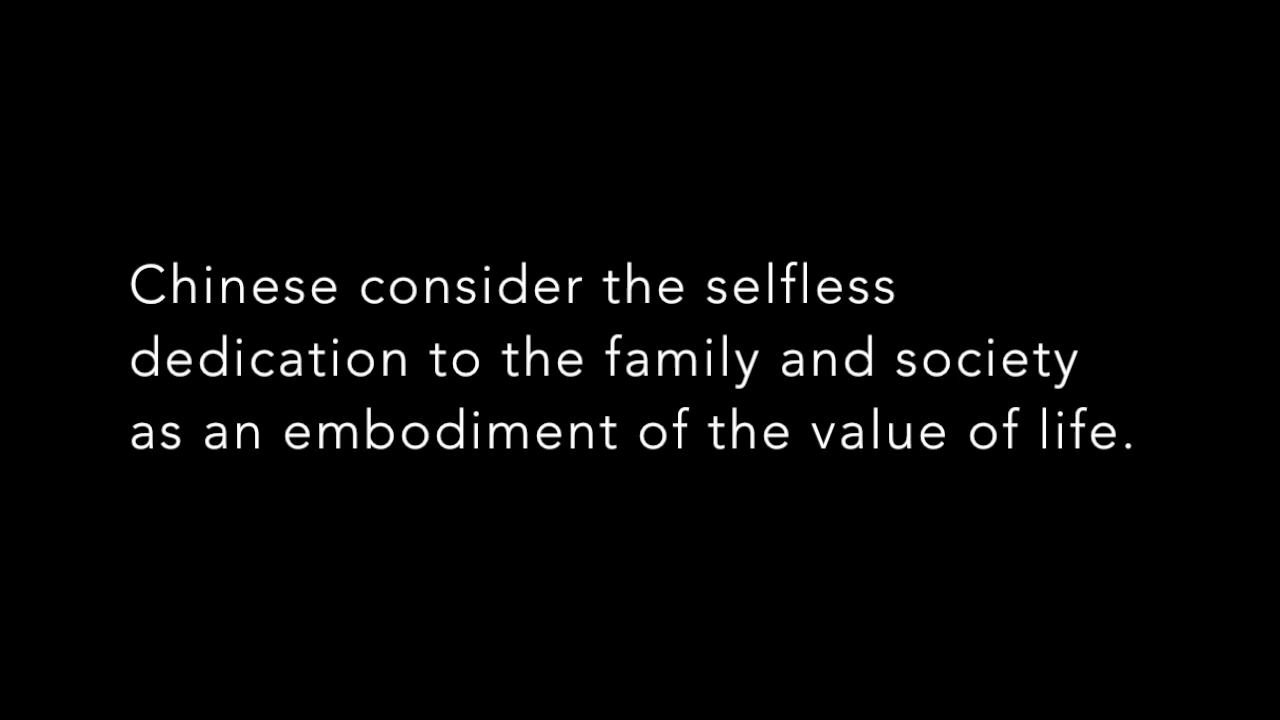 Chinese consider the selfless
dedication to the family and society
as an embodiment of the value of life.